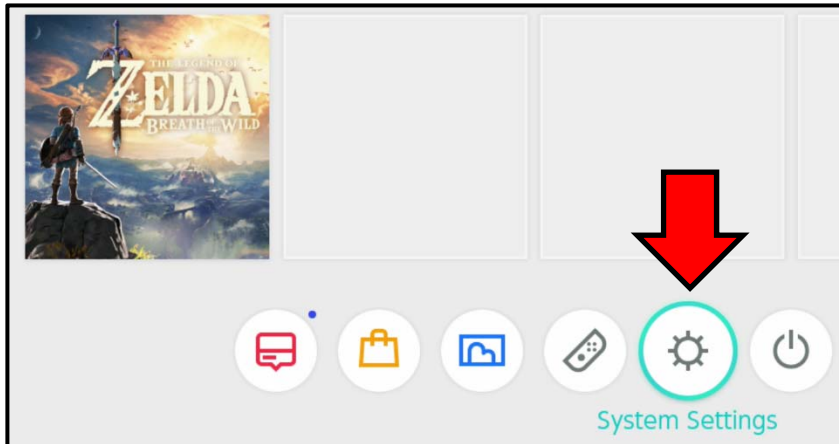 THE LEGEND OF
ZELDA
BREATH OF THE WILD
System Settings